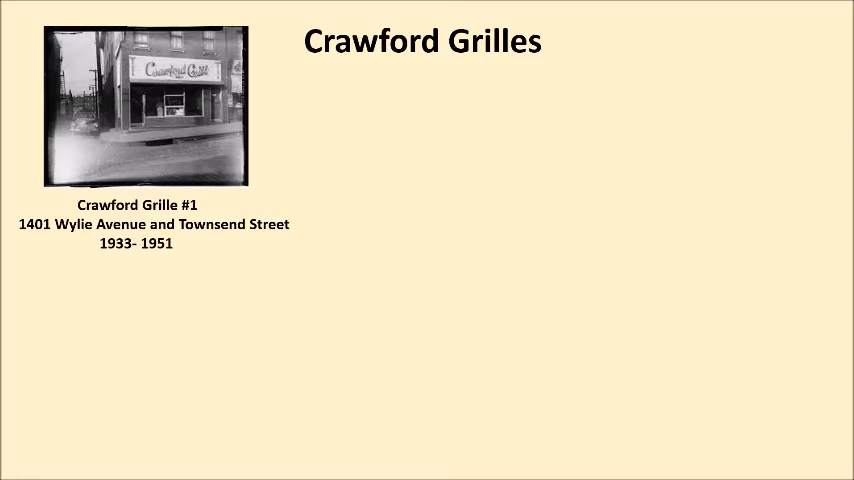 Crawford Grilles
Crawford Grill
Crawford Grille #1
1401 Wylie Avenue and Townsend Street
1933- 1951